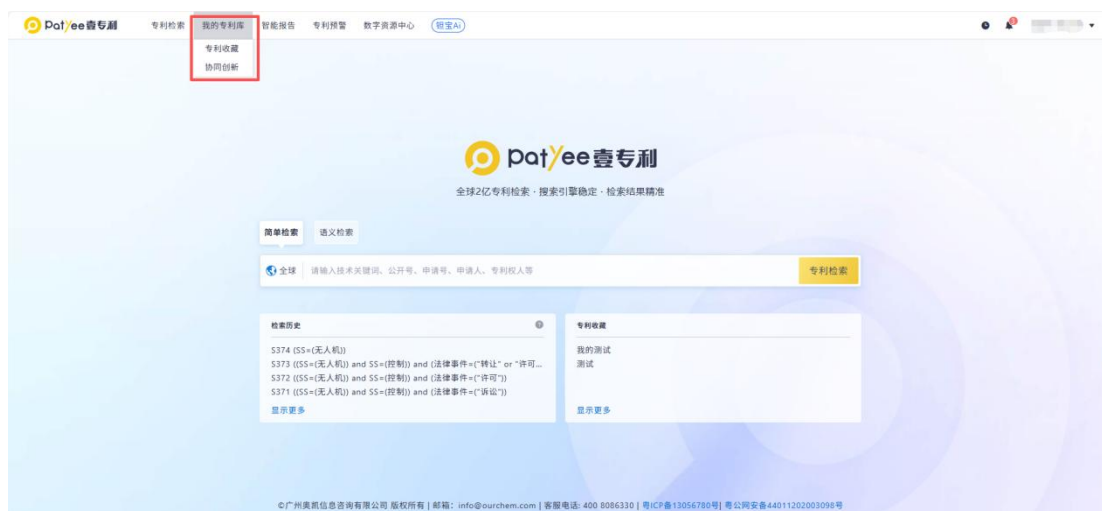 Patyee壹专利 专利检索 我的专利库 智能报告 专利预警 数字资源中心 钳宝Ai 3
专利收藏
协同创新
Patyee壹专利
全球2亿专利检索 · 搜索引擎稳定 · 检索结果精准
简单检索 语义检索
全球 请输入技术关键词、公开号、申请号、申请人、专利权人等 专利检索
检索历史 专利收藏
S374 (SS=(无人机)) 我的测试
S373 ((SS=(无人机)) and SS=(控制)) and (法律事件=("转让" or "许可... 测试
S372 ((SS=(无人机)) and SS=(控制)) and (法律事件=("许可"))
S371 ((SS=(无人机)) and SS=(控制)) and (法律事件=("诉讼"))
显示更多 显示更多
©广州奥凯信息咨询有限公司 版权所有 | 邮箱: info@ourchem.com | 客服电话: 400 8086330 | 粤ICP备13056780号| 粤公网安备44011202003098号